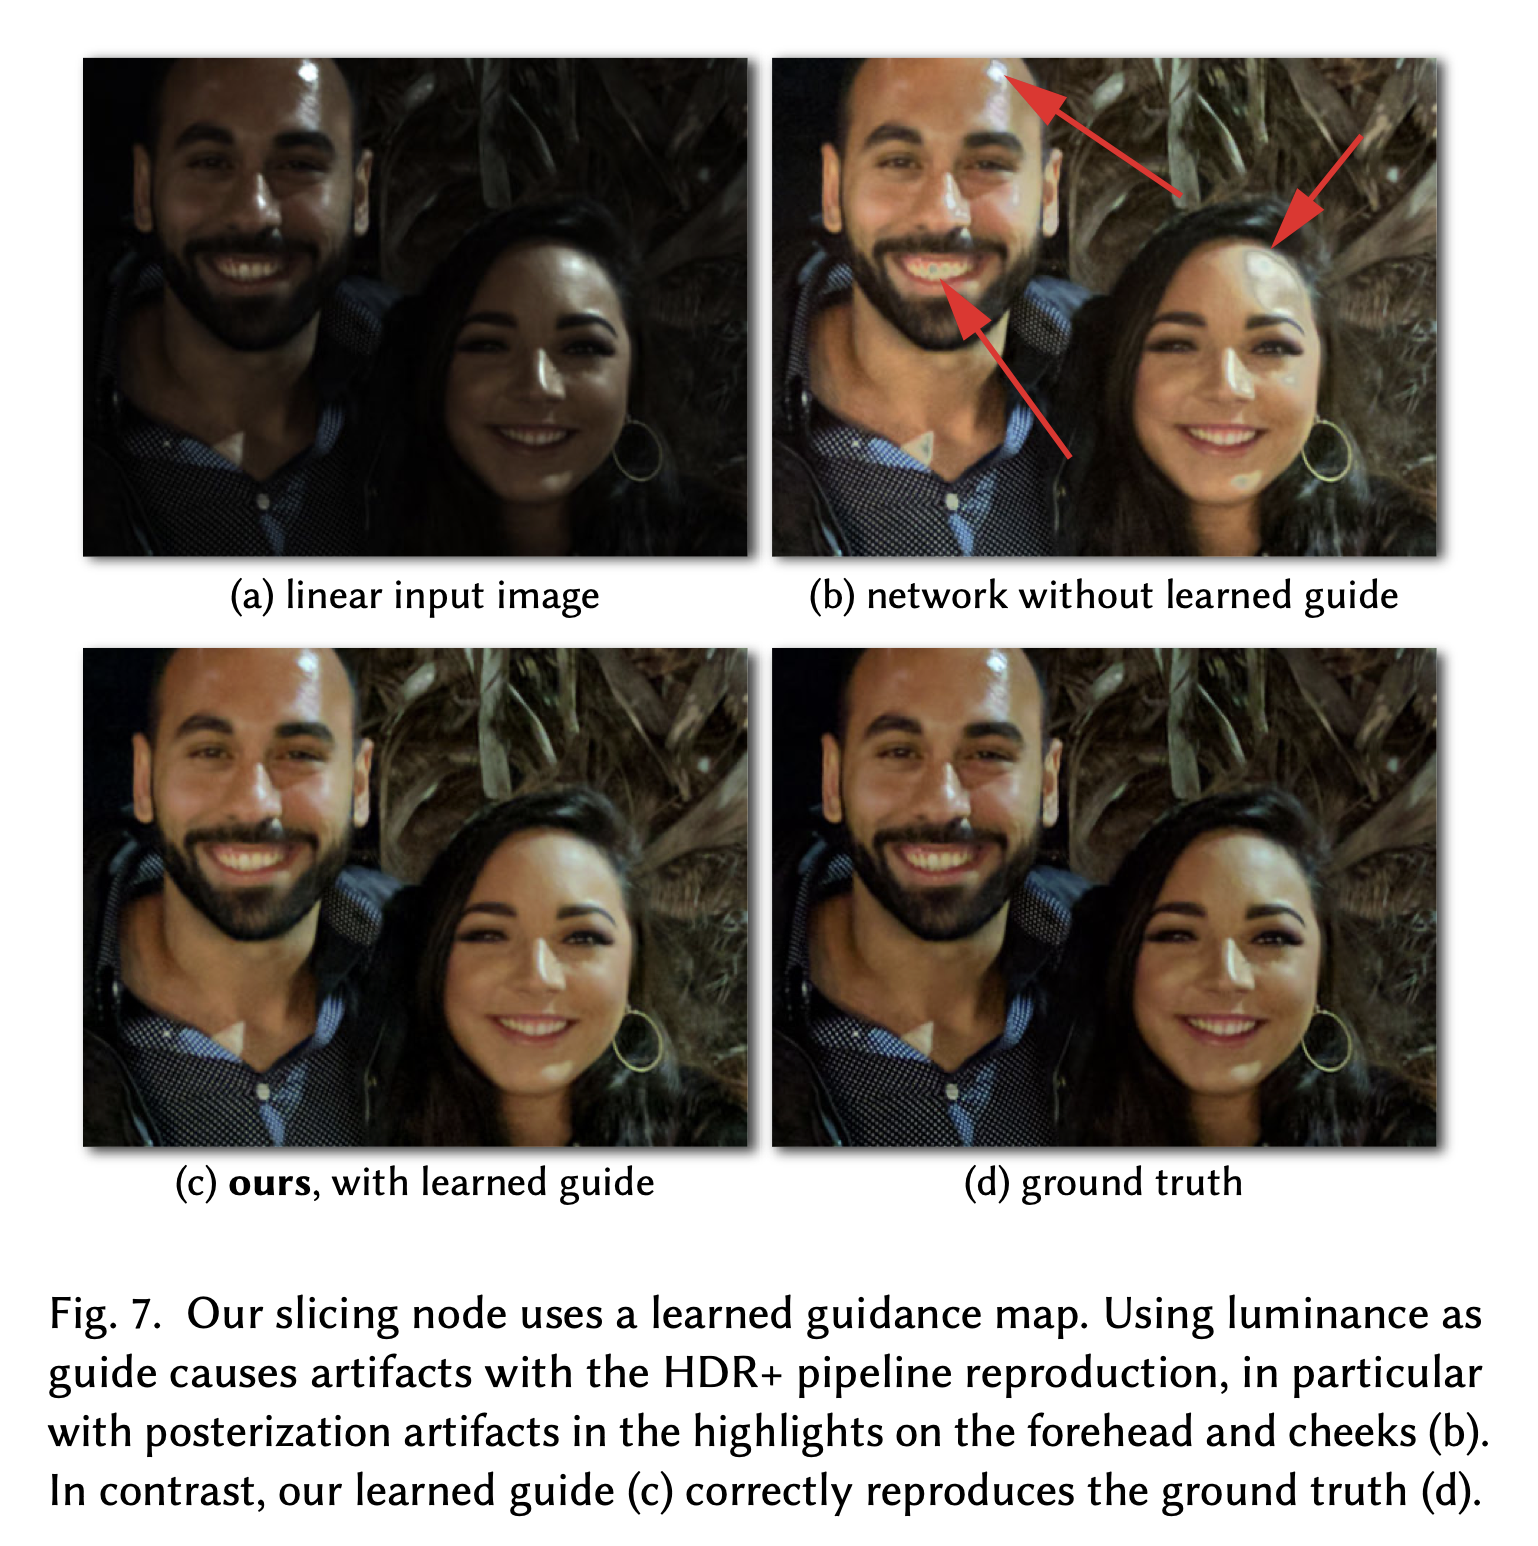 (a) linear input image
(b) network without learned guide
(c) ours, with learned guide
(d) ground truth
Fig. 7. Our slicing node uses a learned guidance map. Using luminance as
guide causes artifacts with the HDR+ pipeline reproduction, in particular
with posterization artifacts in the highlights on the forehead and cheeks (b).
In contrast, our learned guide (c) correctly reproduces the ground truth (d).